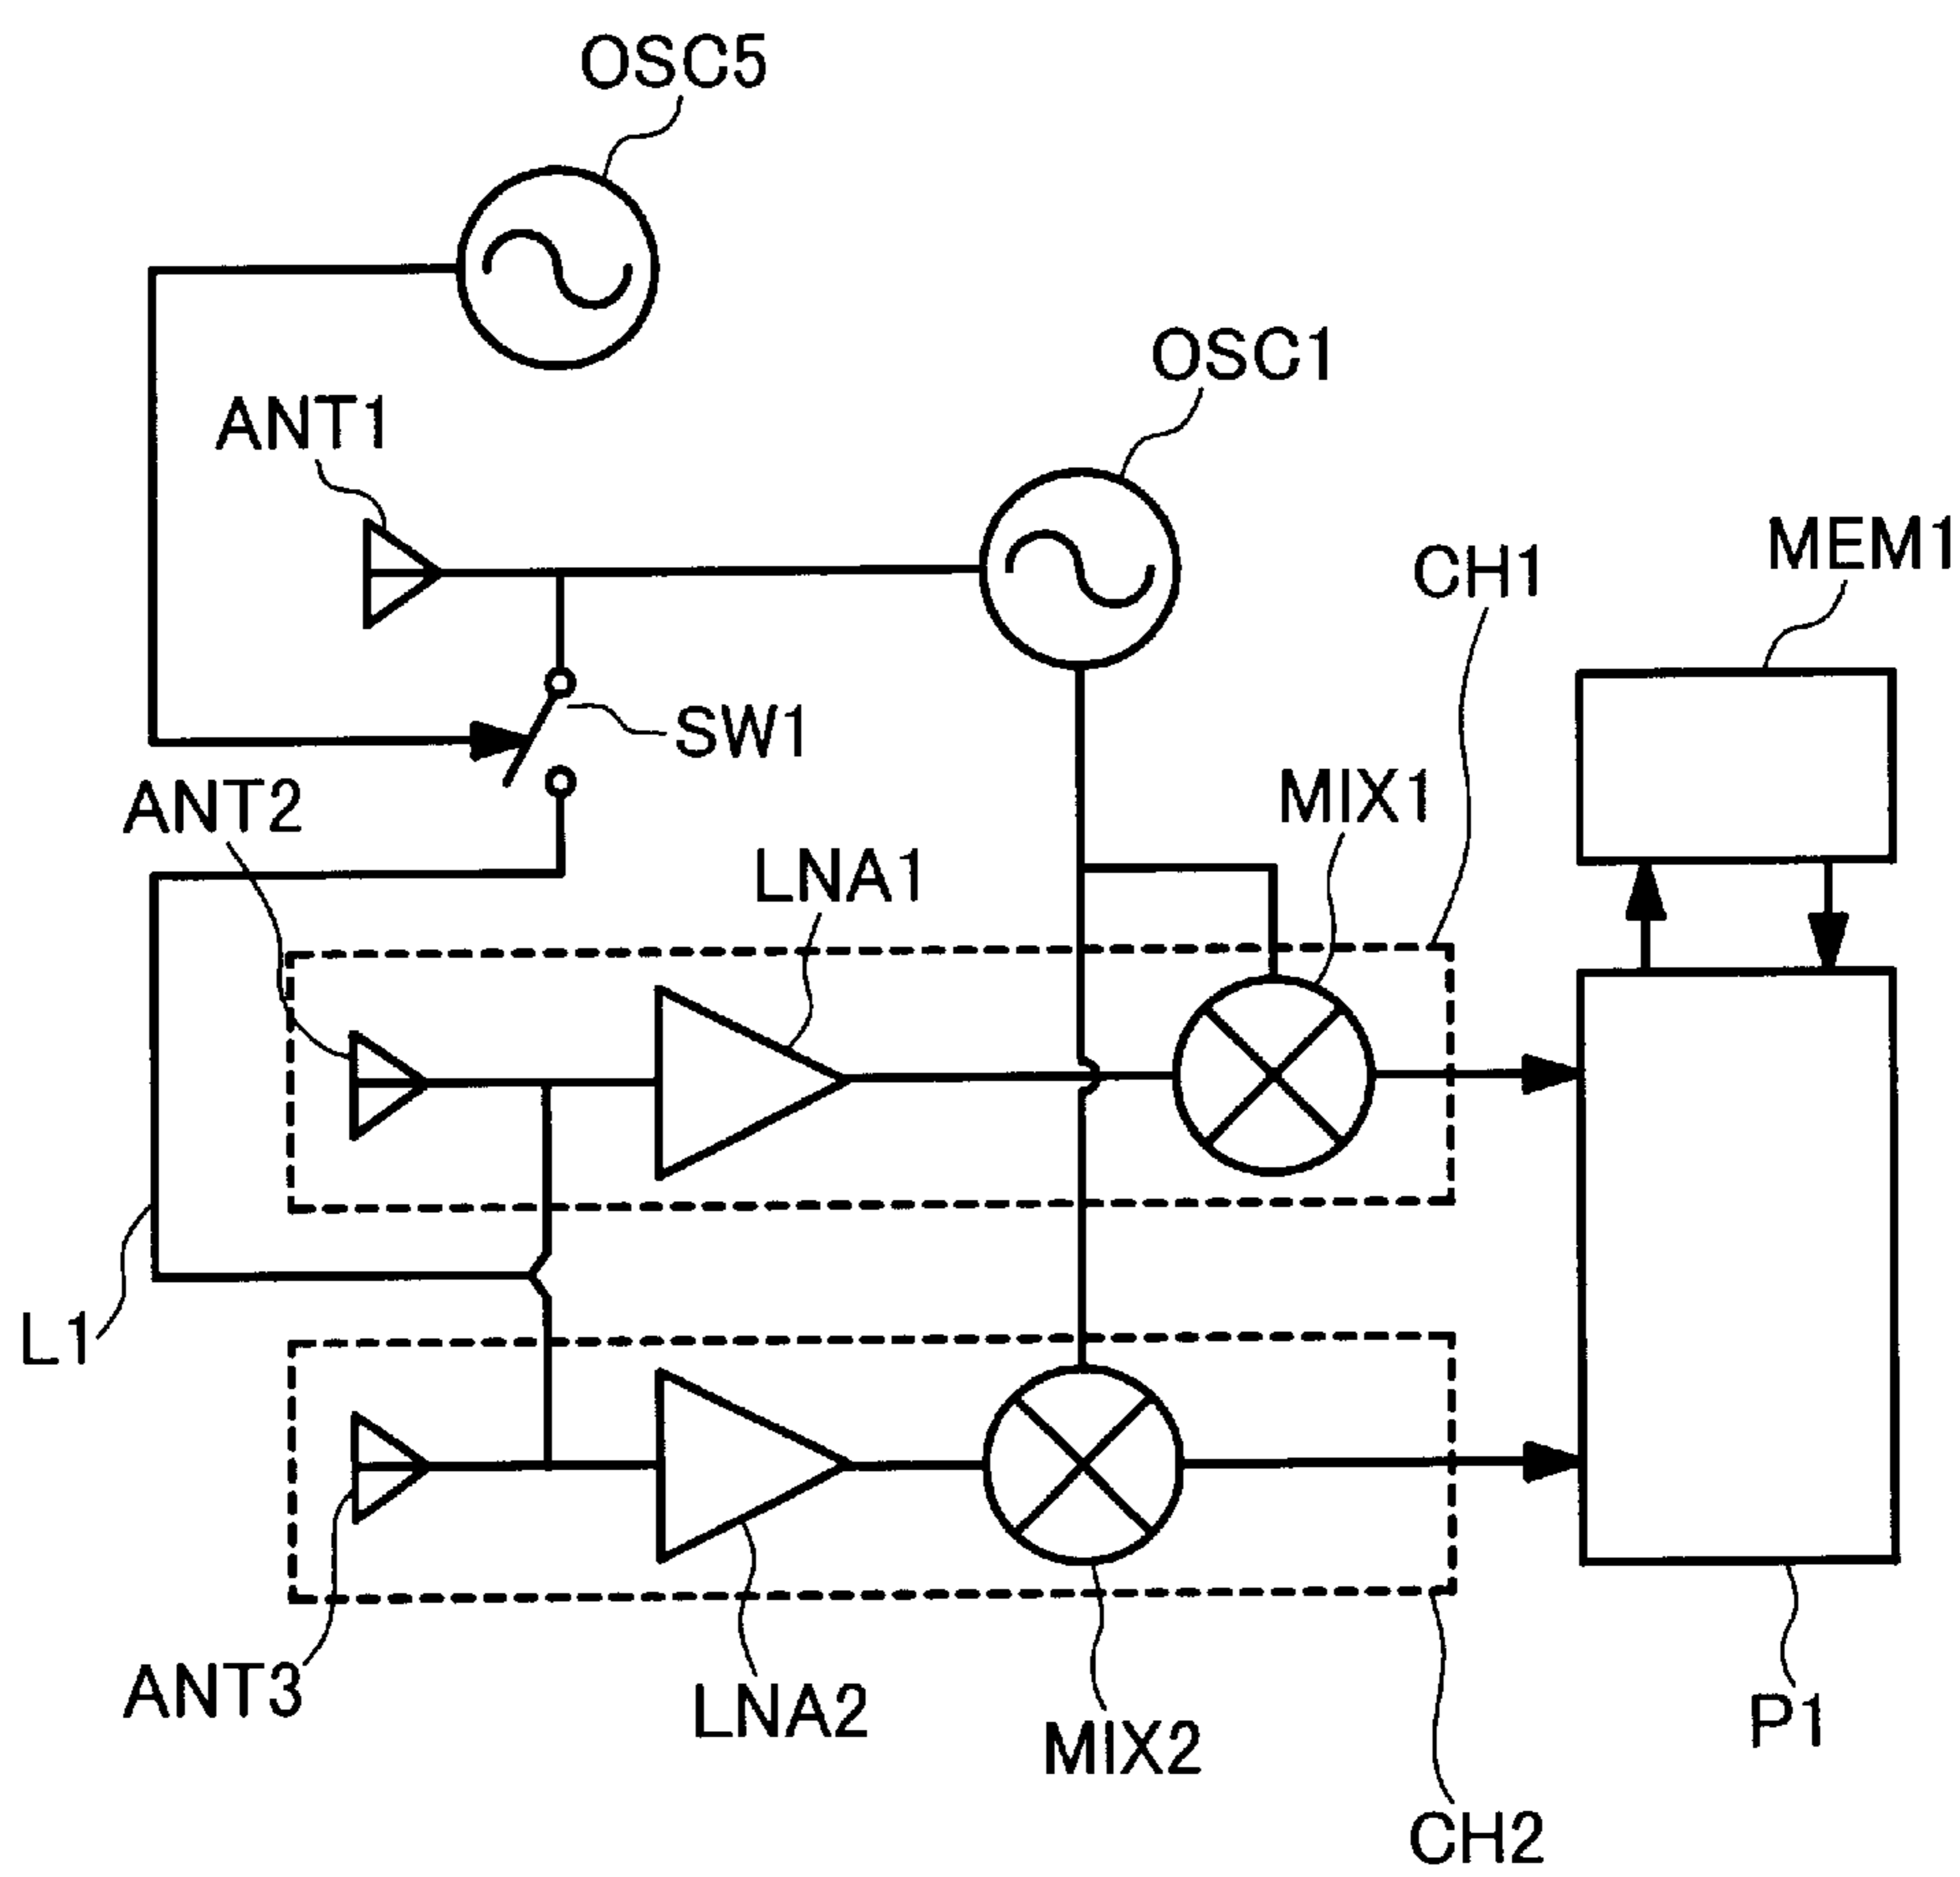 OSC5
OSC1
ANT1
MEM1
CH1
SW1
MIX1
ANT2
LNA1
L1
ANT3
LNA2
MIX2
P1
CH2